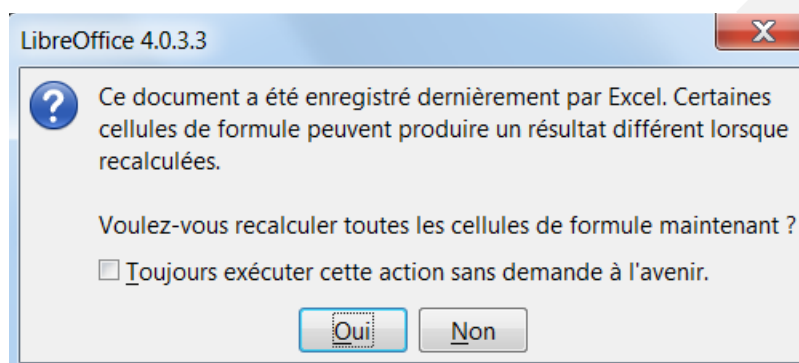 LibreOffice 4.0.3.3
Ce document a été enregistré dernièrement par Excel. Certaines
cellules de formule peuvent produire un résultat différent lorsque
recalculées.
Voulez-vous recalculer toutes les cellules de formule maintenant ?
Toujours exécuter cette action sans demande à l'avenir.
Oui Non